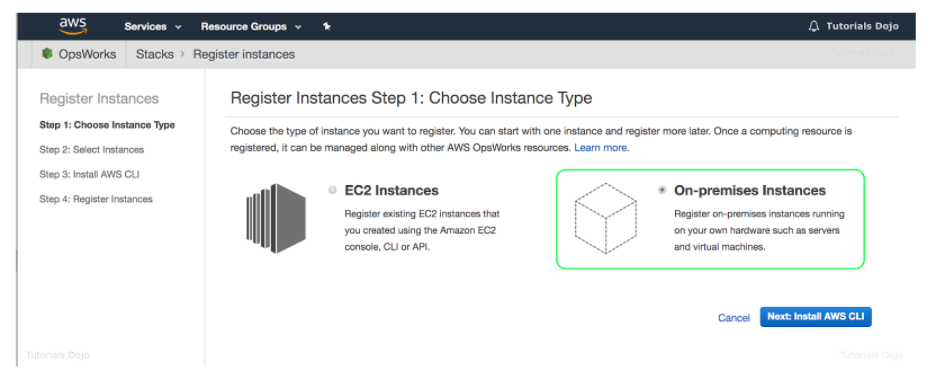 aws Services Resource Groups Tutorials Dojo
OpsWorks Stacks > Register instances
Tutorials Dojo
Register Instances
Step 1: Choose Instance Type
Step 2: Select Instances
Step 3: Install AWS CLI
Step 4: Register Instances
Register Instances Step 1: Choose Instance Type
Choose the type of instance you want to register. You can start with one instance and register more later. Once a computing resource is
registered, it can be managed along with other AWS OpsWorks resources. Learn more.
EC2 Instances
Register existing EC2 instances that
you created using the Amazon EC2
console, CLI or API.
On-premises Instances
Register on-premises instances running
on your own hardware such as servers
and virtual machines.
Cancel Next: Install AWS CLI
Tutorials Dojo Tutorials Dojo